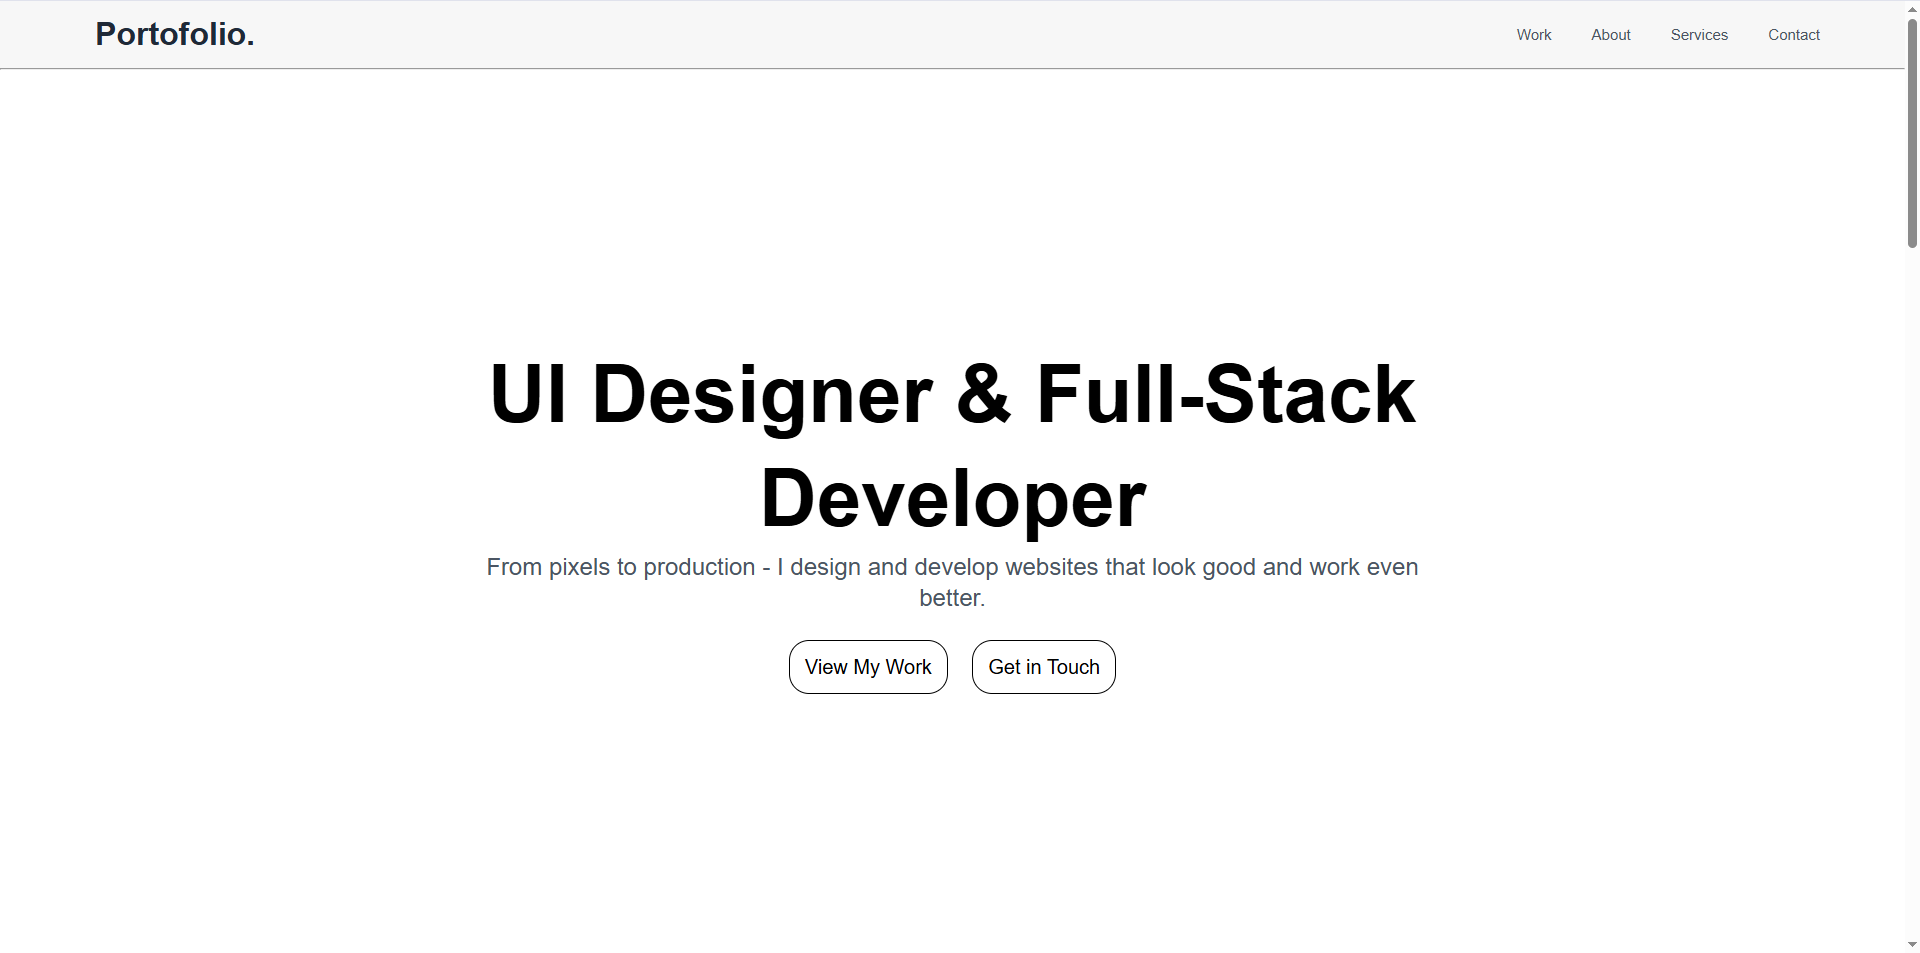 Portofolio.
Work About Services Contact
UI Designer & Full-Stack
Developer
From pixels to production - I design and develop websites that look good and work even
better.
View My Work
Get in Touch